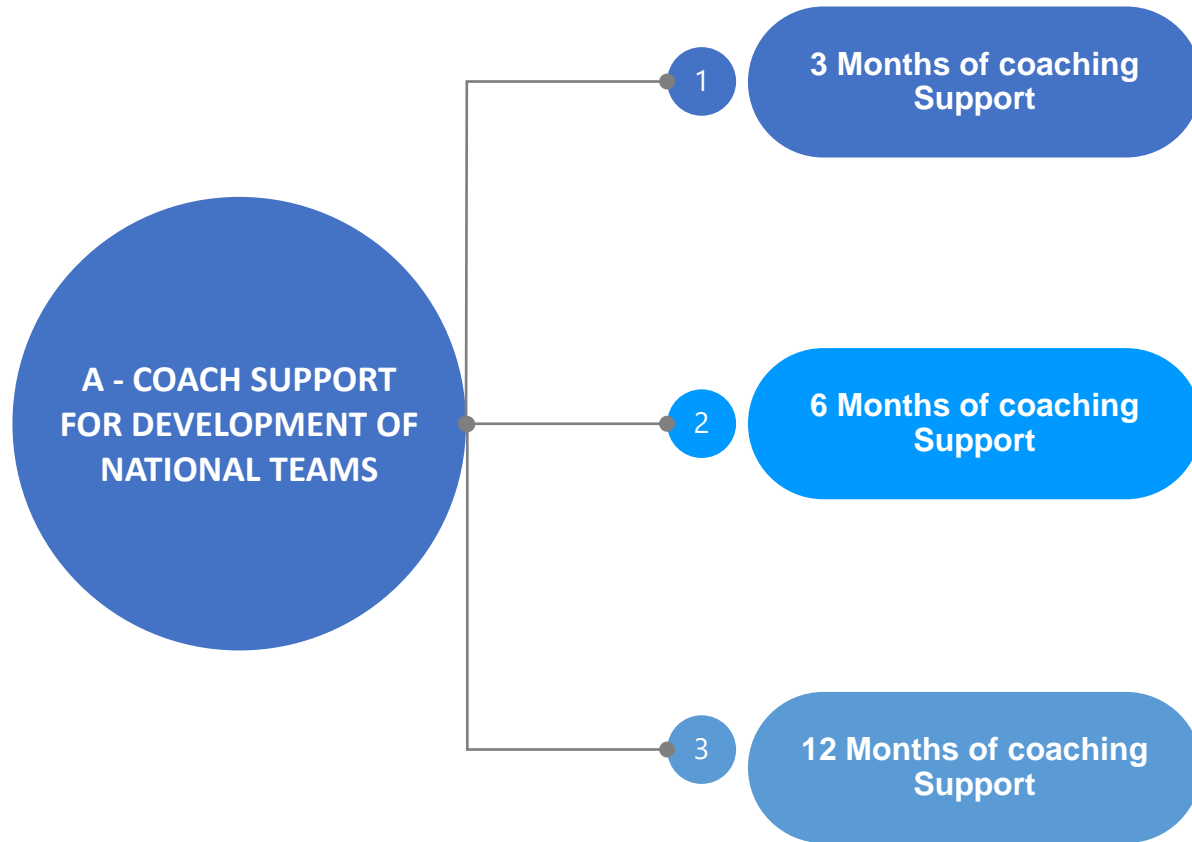 1
3 Months of coaching
Support
A - COACH SUPPORT
FOR DEVELOPMENT OF
NATIONAL TEAMS
2
6 Months of coaching
Support
3
12 Months of coaching
Support